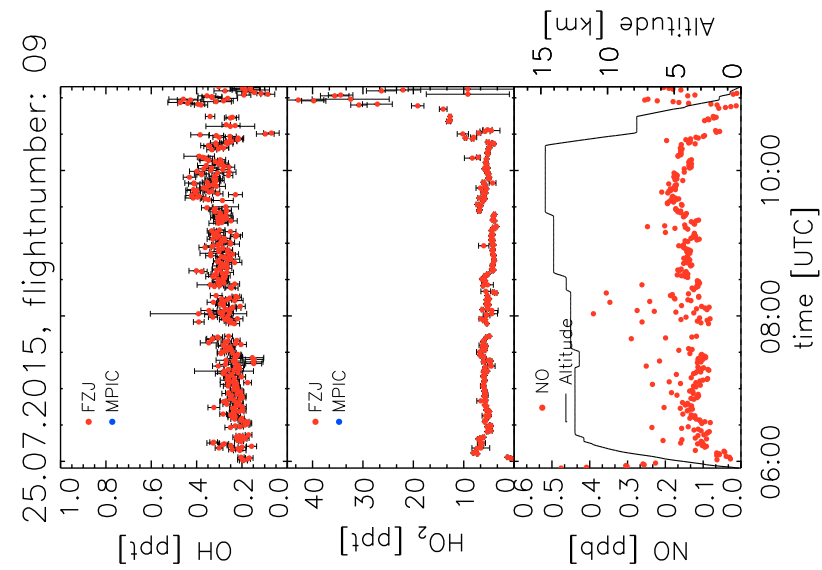 25.07.2015, flightnumber: 09
1.0
0.8
0.6
0.4
0.2
0.0
OH [ppt]
FZJ
MPIC
40
30
20
10
0
HO2 [ppt]
FZJ
MPIC
0.5
0.4
0.3
0.2
0.1
0.0
NO [ppb]
NO
Altitude
15
10
5
0
Altitude [km]
06:00 08:00 10:00
time [UTC]